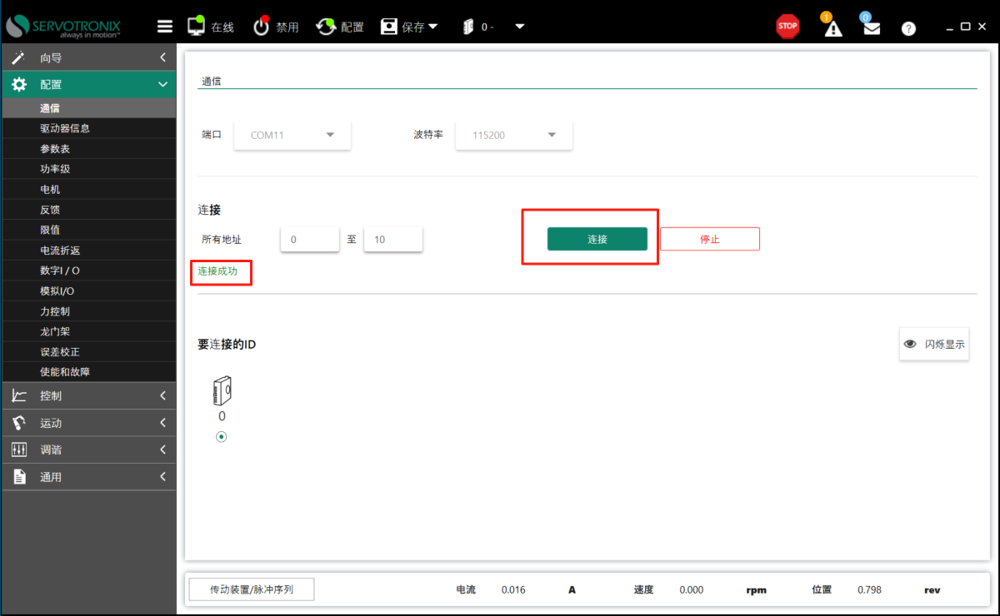 SERVOTRONIX
always in motion™
在线
禁用
配置
保存
0 -
STOP
1
0
?
向导
配置
通信
驱动器信息
参数表
功率级
电机
反馈
限值
电流折返
数字I / O
模拟I/O
力控制
龙门架
误差校正
使能和故障
控制
运动
调谐
通用
通信
端口 COM11 波特率 115200
连接
所有地址 0 至 10 连接 停止
连接成功
要连接的ID
闪烁显示
0
传动装置/脉冲序列 电流 0.016 A 速度 0.000 rpm 位置 0.798 rev